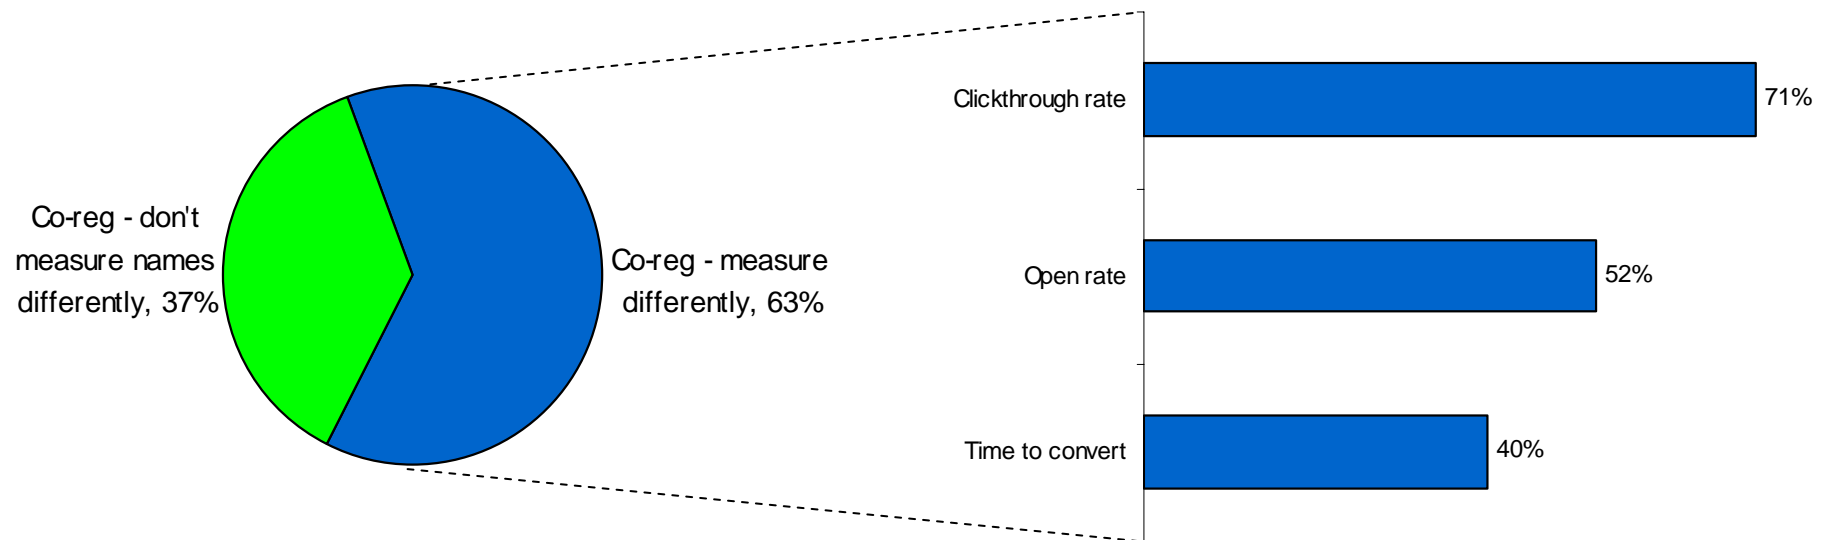 Co-reg - don't
measure names
differently, 37%
Co-reg - measure
differently, 63%
Clickthrough rate
71%
Open rate
52%
Time to convert
40%